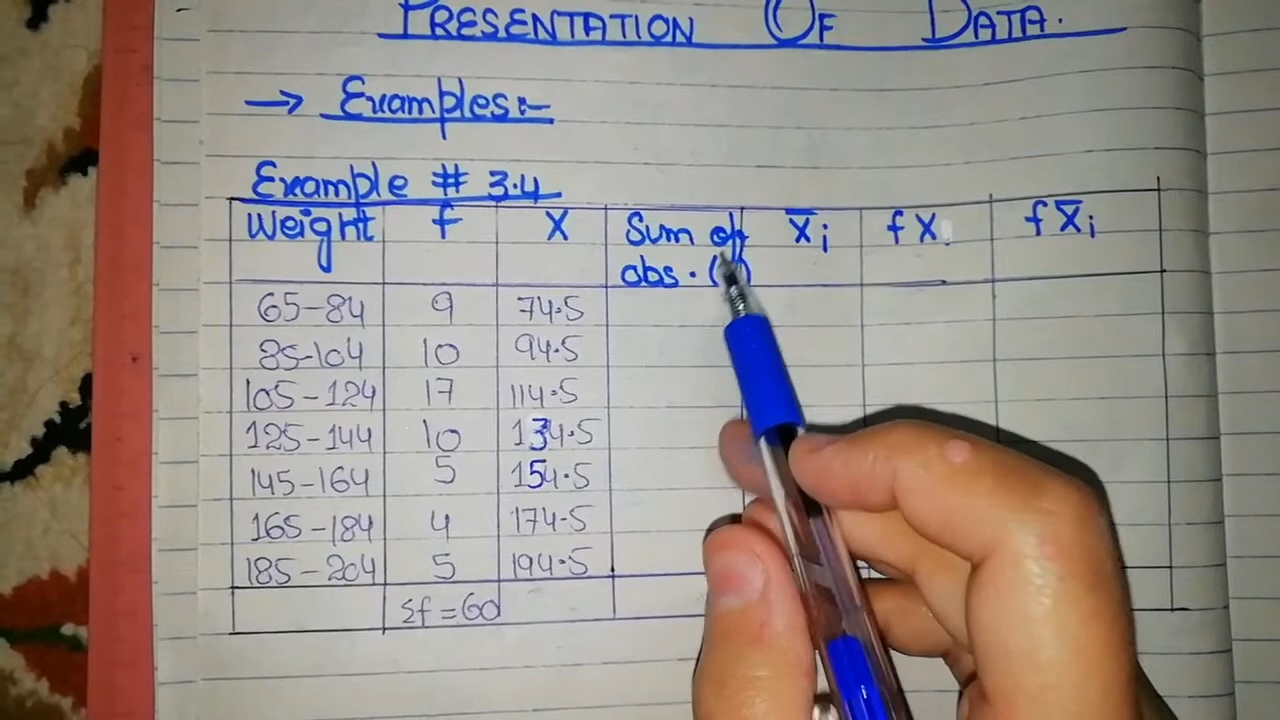 PRESENTATION OF DATA.
→ Examples:-
Example # 3.4
Weight f X Sum of obs. X̄i fX fX̄i
65-84 9 74.5
85-104 10 94.5
105-124 17 114.5
125-144 10 134.5
145-164 5 154.5
165-184 4 174.5
185-204 5 194.5
Σf = 60